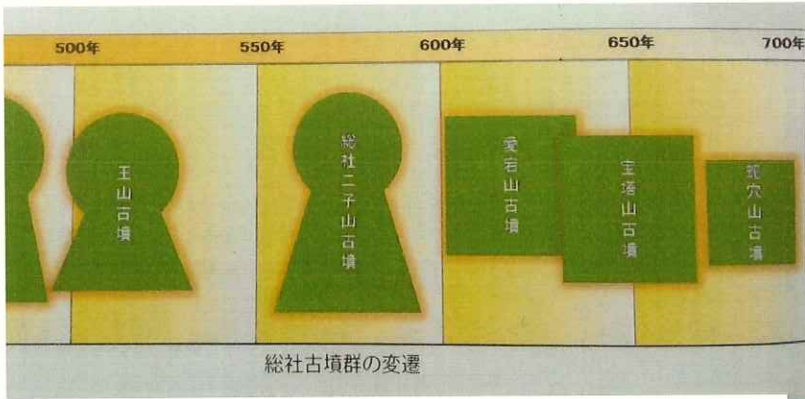 500年 550年 600年 650年 700年
王山古墳
総社二子山古墳
愛宕山古墳
宝塔山古墳
蛇穴山古墳
総社古墳群の変遷